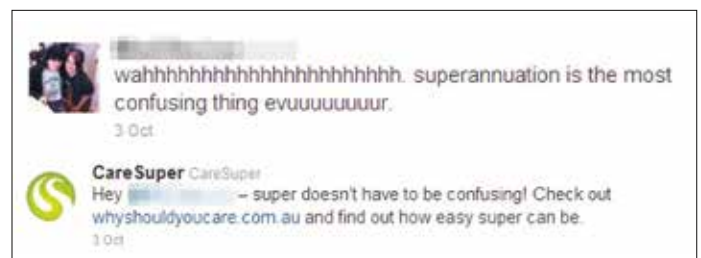 wahhhhhhhhhhhhhhhhhhhhhhh. superannuation is the most
confusing thing evuuuuuuuur.
3 Oct
CareSuper CareSuper
Hey – super doesn't have to be confusing! Check out
whyshouldyoucare.com.au and find out how easy super can be.
3 Oct